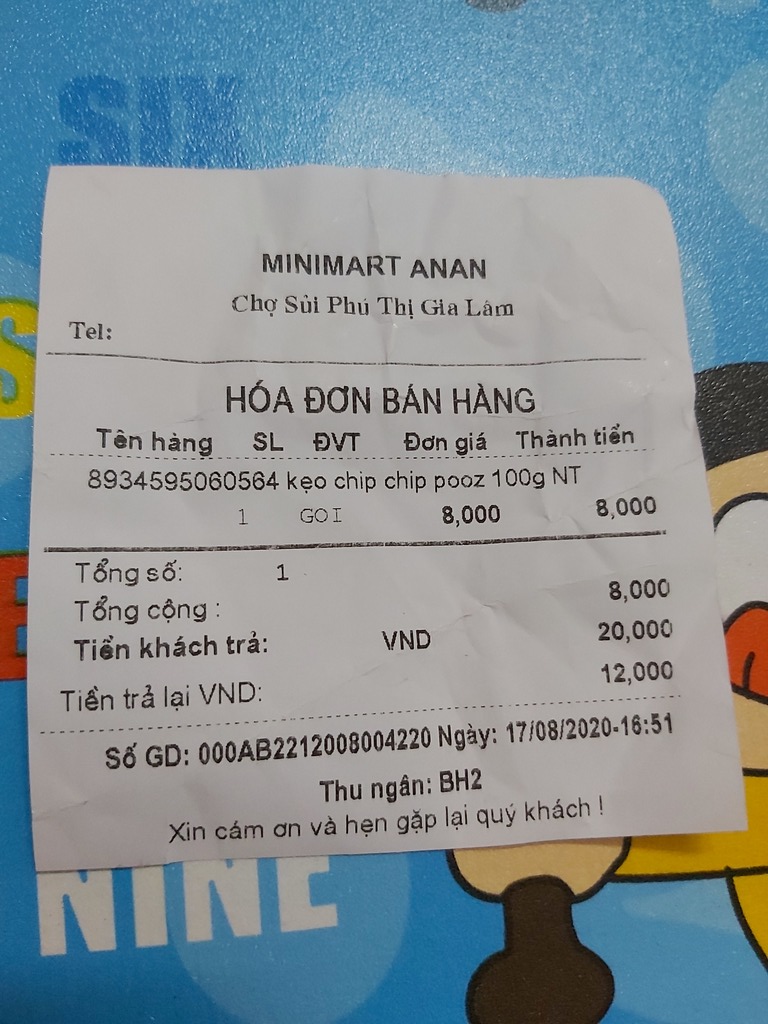 SIX
MINIMART ANAN
Chợ Sủi Phú Thị Gia Lâm
Tel:
HÓA ĐƠN BÁN HÀNG
Tên hàng SL ĐVT Đơn giá Thành tiền
8934595060564 kẹo chip chip pooz 100g NT
1 GOI 8,000 8,000
Tổng số: 1
Tổng cộng : 8,000
Tiền khách trả: VND 20,000
Tiền trả lại VND: 12,000
Số GD: 000AB2212008004220 Ngày: 17/08/2020-16:51
Thu ngân: BH2
Xin cám ơn và hẹn gặp lại quý khách !
NINE